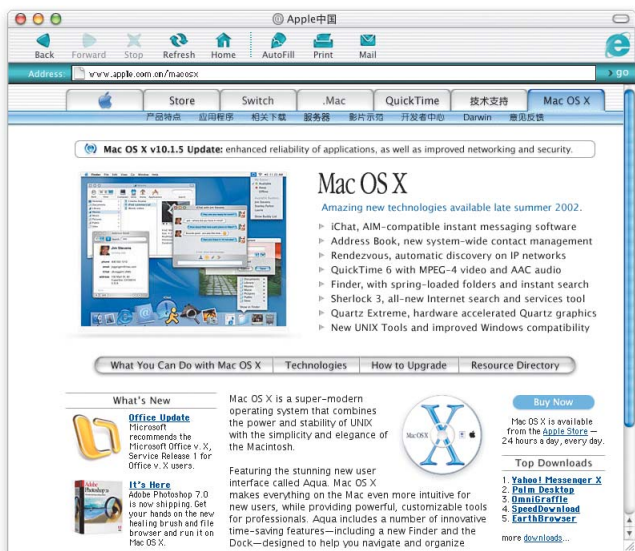 @ Apple中国
Back Forward Stop Refresh Home AutoFill Print Mail
Address: www.apple.com.cn/macosx go
Store Switch .Mac QuickTime 技术支持 Mac OS X
产品特点 应用程序 相关下载 服务器 影片示范 开发者中心 Darwin 意见反馈
Mac OS X v10.1.5 Update: enhanced reliability of applications, as well as improved networking and security.
Mac OS X
Amazing new technologies available late summer 2002.
iChat, AIM-compatible instant messaging software
Address Book, new system-wide contact management
Rendezvous, automatic discovery on IP networks
QuickTime 6 with MPEG-4 video and AAC audio
Finder, with spring-loaded folders and instant search
Sherlock 3, all-new Internet search and services tool
Quartz Extreme, hardware accelerated Quartz graphics
New UNIX Tools and improved Windows compatibility
What You Can Do with Mac OS X Technologies How to Upgrade Resource Directory
What's New
Office Update
Microsoft
recommends the
Microsoft Office v. X,
Service Release 1 for
Office v. X users.
It's Here
Adobe Photoshop 7.0
is now shipping. Get
your hands on the new
healing brush and file
browser and run it on
Mac OS X.
Mac OS X is a super-modern
operating system that combines
the power and stability of UNIX
with the simplicity and elegance of
the Macintosh.
Featuring the stunning new user
interface called Aqua. Mac OS X
makes everything on the Mac even more intuitive for
new users, while providing powerful, customizable tools
for professionals. Aqua includes a number of innovative
time-saving features—including a new Finder and the
Dock—designed to help you navigate and organize
MacOSX
Buy Now
Mac OS X is available
from the Apple Store —
24 hours a day, every day.
Top Downloads
1. Yahoo! Messenger X
2. Palm Desktop
3. OmniGraffle
4. SpeedDownload
5. EarthBrowser
more downloads...